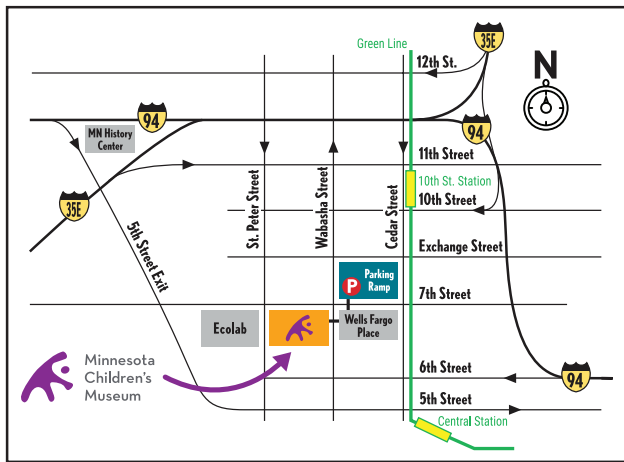 35E
Green Line
12th St.
N
94
MN History
Center
94
11th Street
10th St. Station
35E
10th Street
St. Peter Street
Wabasha Street
Cedar Street
5th Street Exit
Exchange Street
P
Parking
Ramp
7th Street
Ecolab
Wells Fargo
Place
Minnesota
Children's
Museum
6th Street
94
5th Street
Central Station